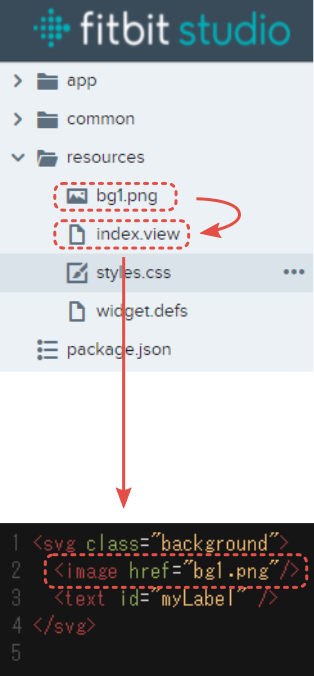 fitbit studio
app
common
resources
bg1.png
index.view
styles.css
widget.defs
package.json
1 <svg class="background">
2 <image href="bg1.png"/>
3 <text id="myLabel" />
4 </svg>
5